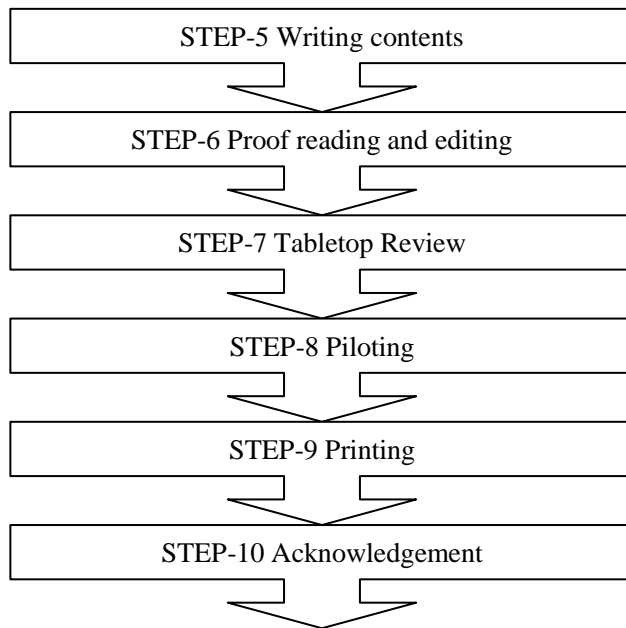 STEP-5 Writing contents
STEP-6 Proof reading and editing
STEP-7 Tabletop Review
STEP-8 Piloting
STEP-9 Printing
STEP-10 Acknowledgement